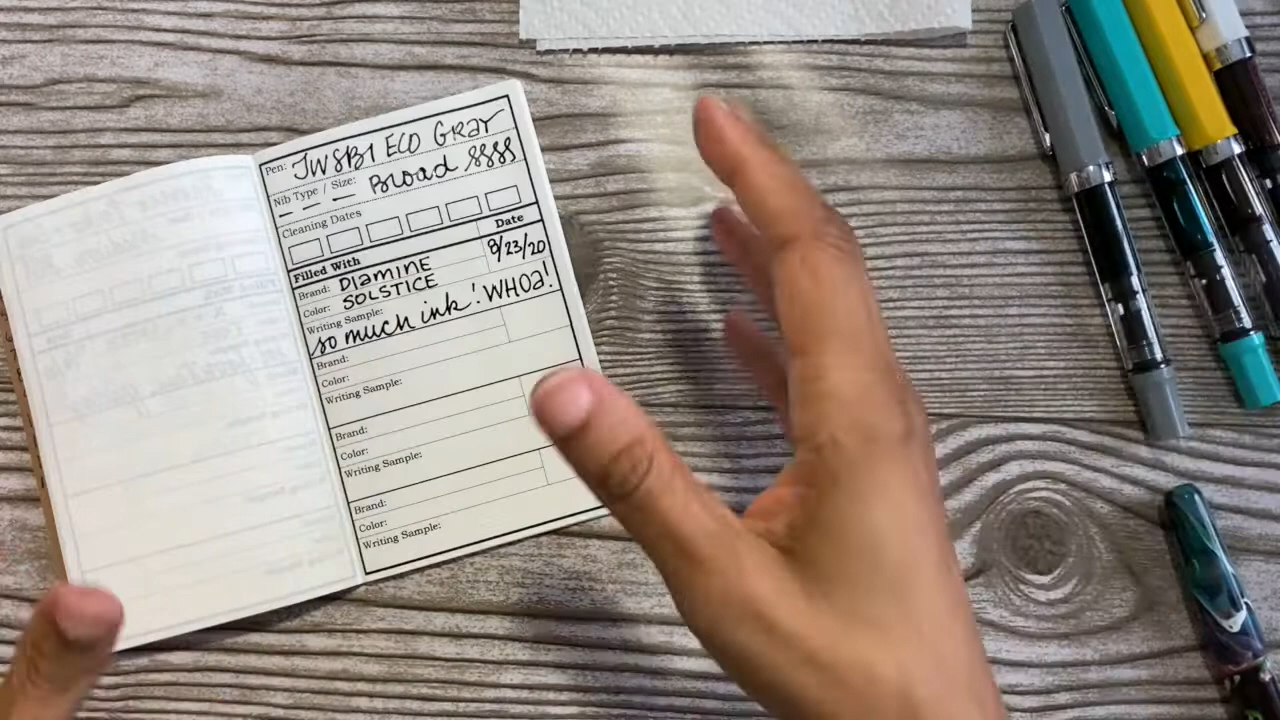 Pen: TWSBI ECO Gray
Nib Type / Size: Broad
Cleaning Dates
Filled With Date
Brand: Diamine 8/23/20
Color: SOLSTICE
Writing Sample:
so much ink! WHOa!
Brand:
Color:
Writing Sample:
Brand:
Color:
Writing Sample:
Brand:
Color:
Writing Sample: